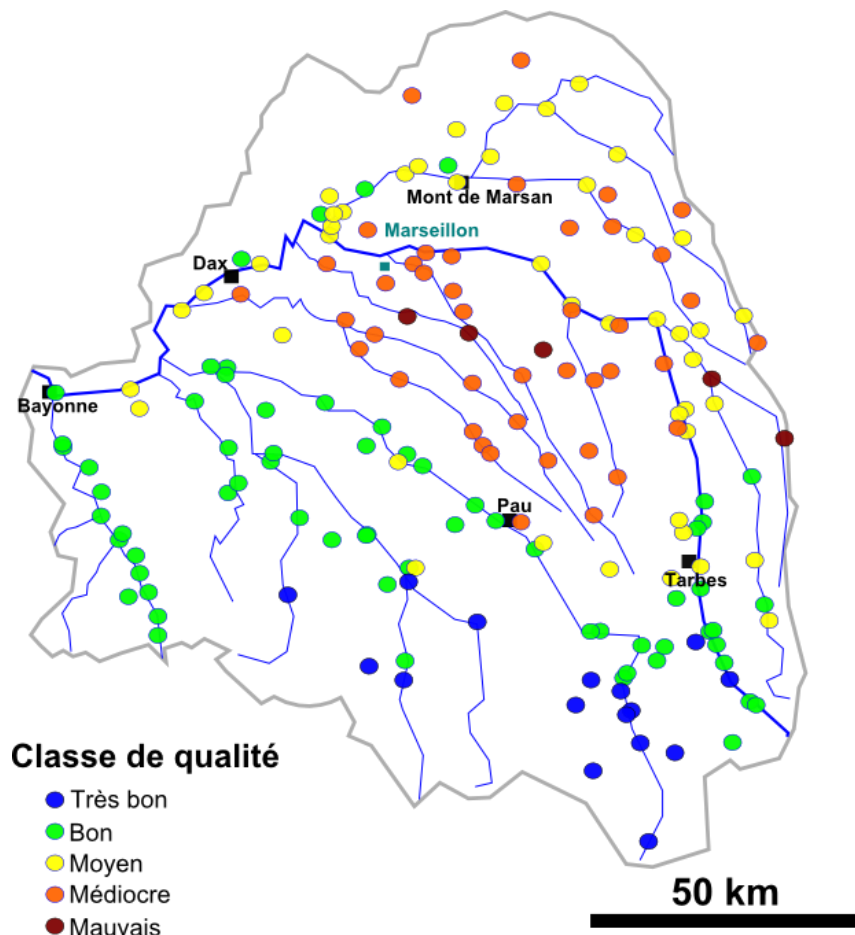 Mont de Marsan
Marseillon
Dax
Bayonne
Pau
Tarbes
Classe de qualité
Très bon
Bon
Moyen
Médiocre
Mauvais
50 km